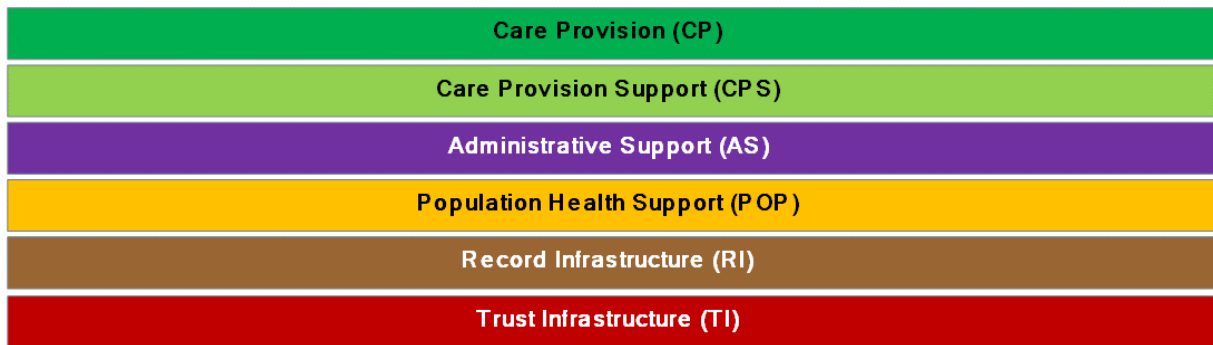 Care Provision (CP)
Care Provision Support (CPS)
Administrative Support (AS)
Population Health Support (POP)
Record Infrastructure (RI)
Trust Infrastructure (TI)